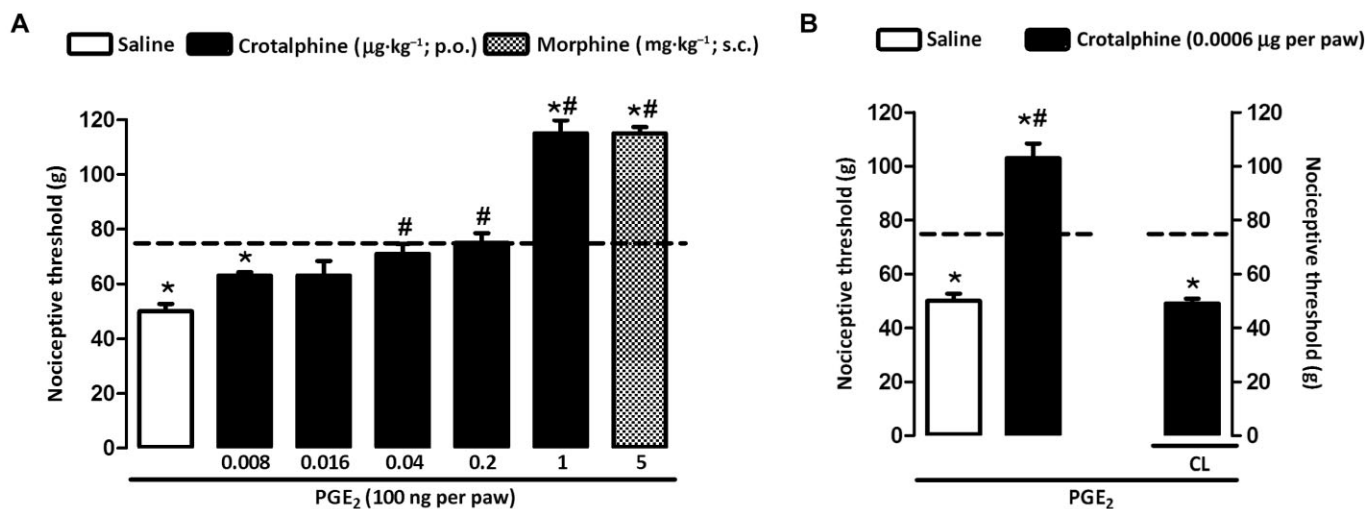 A
Saline Crotalphine (µg·kg⁻¹; p.o.) Morphine (mg·kg⁻¹; s.c.)
Nociceptive threshold (g)
120
100
80
60
40
20
0
*
*
#
#
*#
*#
0.008 0.016 0.04 0.2 1 5
PGE₂ (100 ng per paw)
B
Saline Crotalphine (0.0006 µg per paw)
Nociceptive threshold (g)
120
100
80
60
40
20
0
*
*#
*
120
100
80
60
40
20
0
Nociceptive threshold (g)
CL
PGE₂